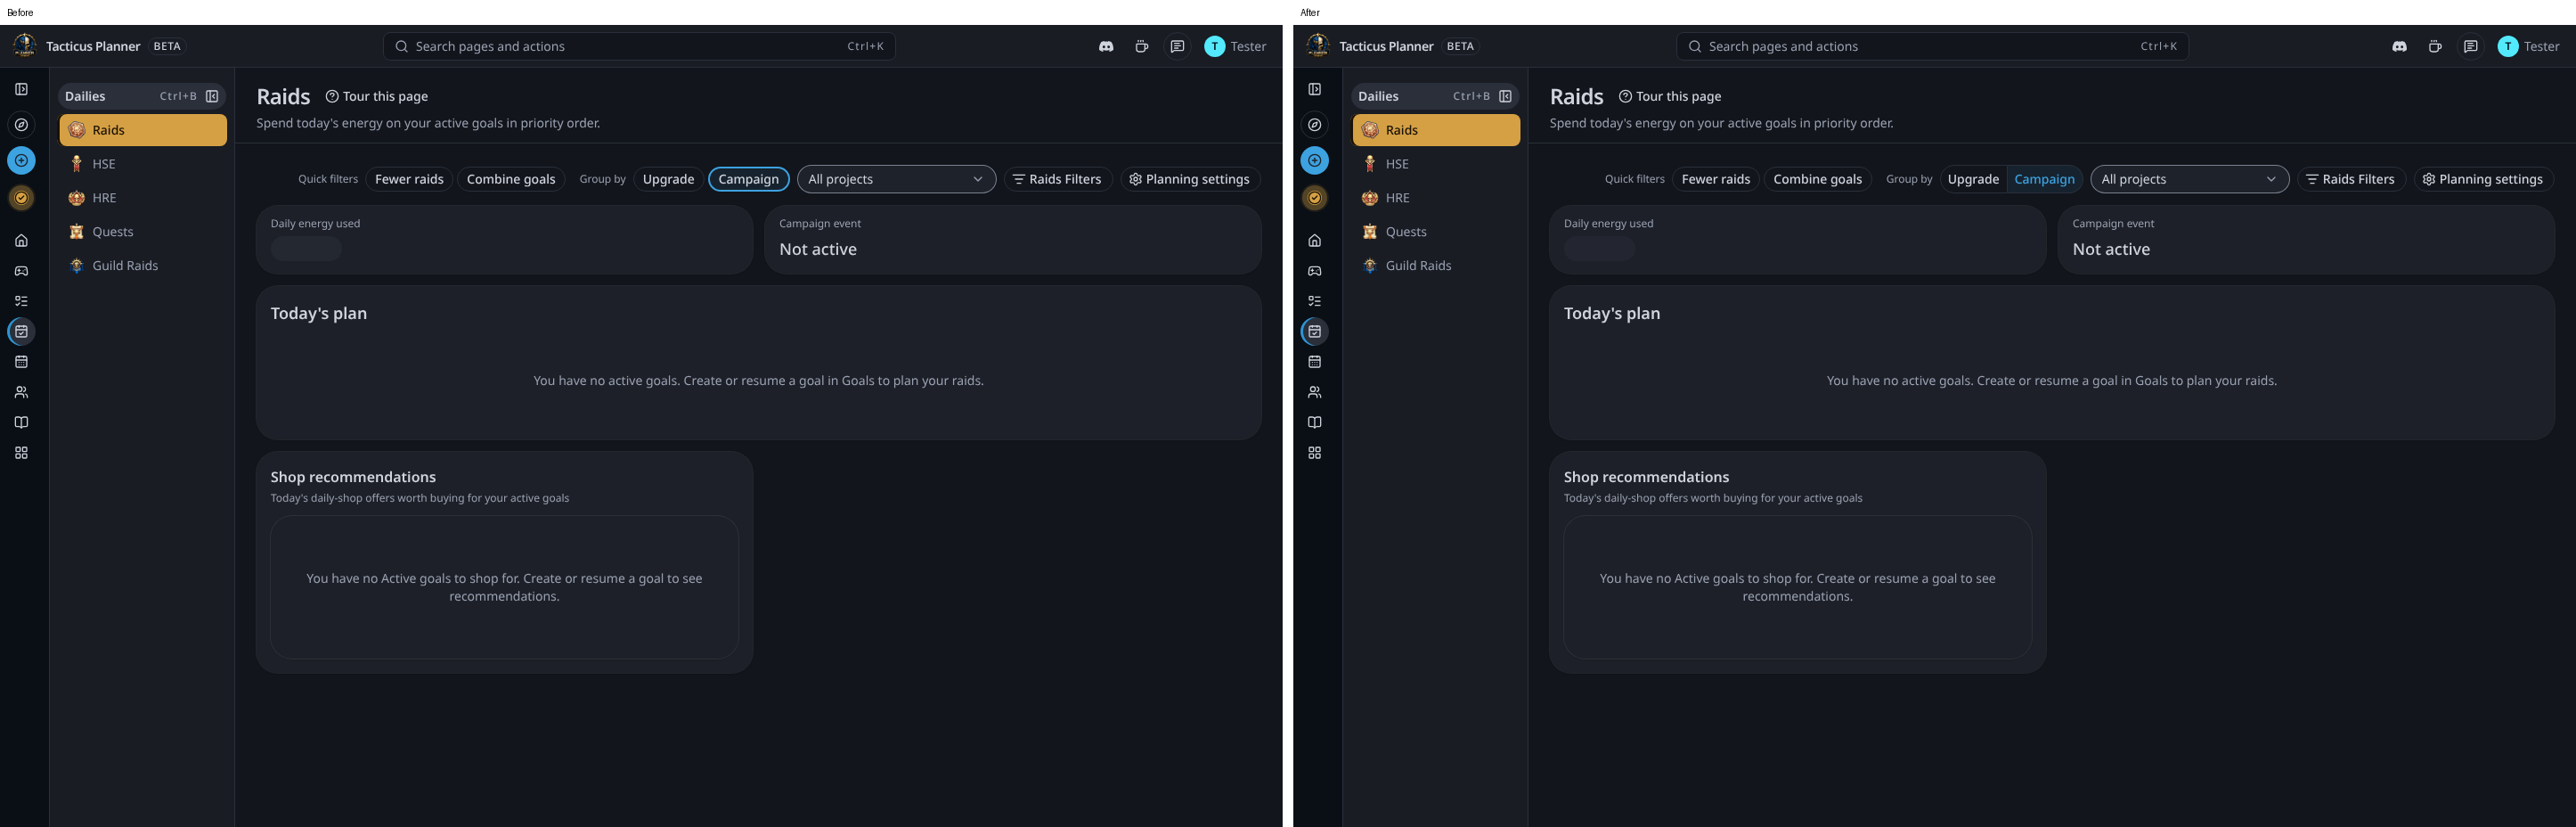 Before
Tacticus Planner BETA
Search pages and actions Ctrl+K
T Tester
Dailies Ctrl+B
Raids
HSE
HRE
Quests
Guild Raids
Raids Tour this page
Spend today's energy on your active goals in priority order.
Quick filters Fewer raids Combine goals Group by Upgrade Campaign All projects Raids Filters Planning settings
Daily energy used
Campaign event
Not active
Today's plan
You have no active goals. Create or resume a goal in Goals to plan your raids.
Shop recommendations
Today's daily-shop offers worth buying for your active goals
You have no Active goals to shop for. Create or resume a goal to see
recommendations.
After
Tacticus Planner BETA
Search pages and actions Ctrl+K
T Tester
Dailies Ctrl+B
Raids
HSE
HRE
Quests
Guild Raids
Raids Tour this page
Spend today's energy on your active goals in priority order.
Quick filters Fewer raids Combine goals Group by Upgrade Campaign All projects Raids Filters Planning settings
Daily energy used
Campaign event
Not active
Today's plan
You have no active goals. Create or resume a goal in Goals to plan your raids.
Shop recommendations
Today's daily-shop offers worth buying for your active goals
You have no Active goals to shop for. Create or resume a goal to see
recommendations.